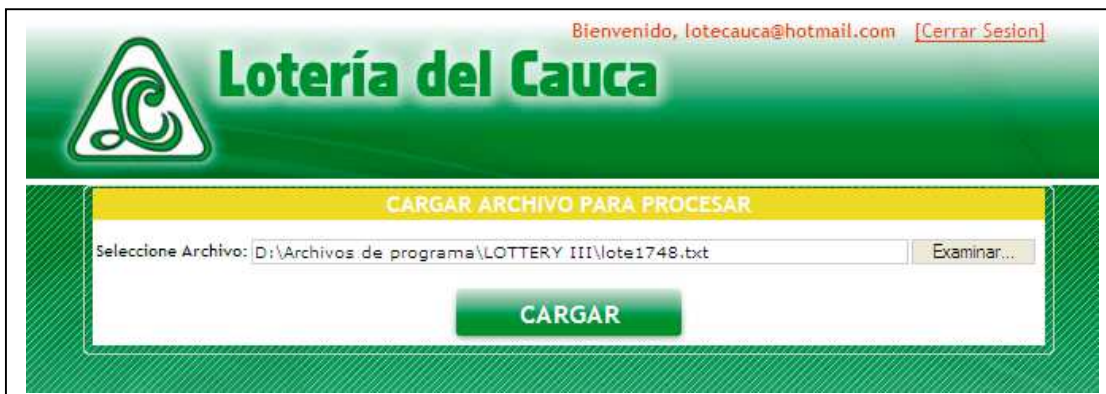 Bienvenido, lotecauca@hotmail.com [Cerrar Sesion]
Lotería del Cauca
CARGAR ARCHIVO PARA PROCESAR
Seleccione Archivo: D:\Archivos de programa\LOTTERY III\lote1748.txt Examinar...
CARGAR